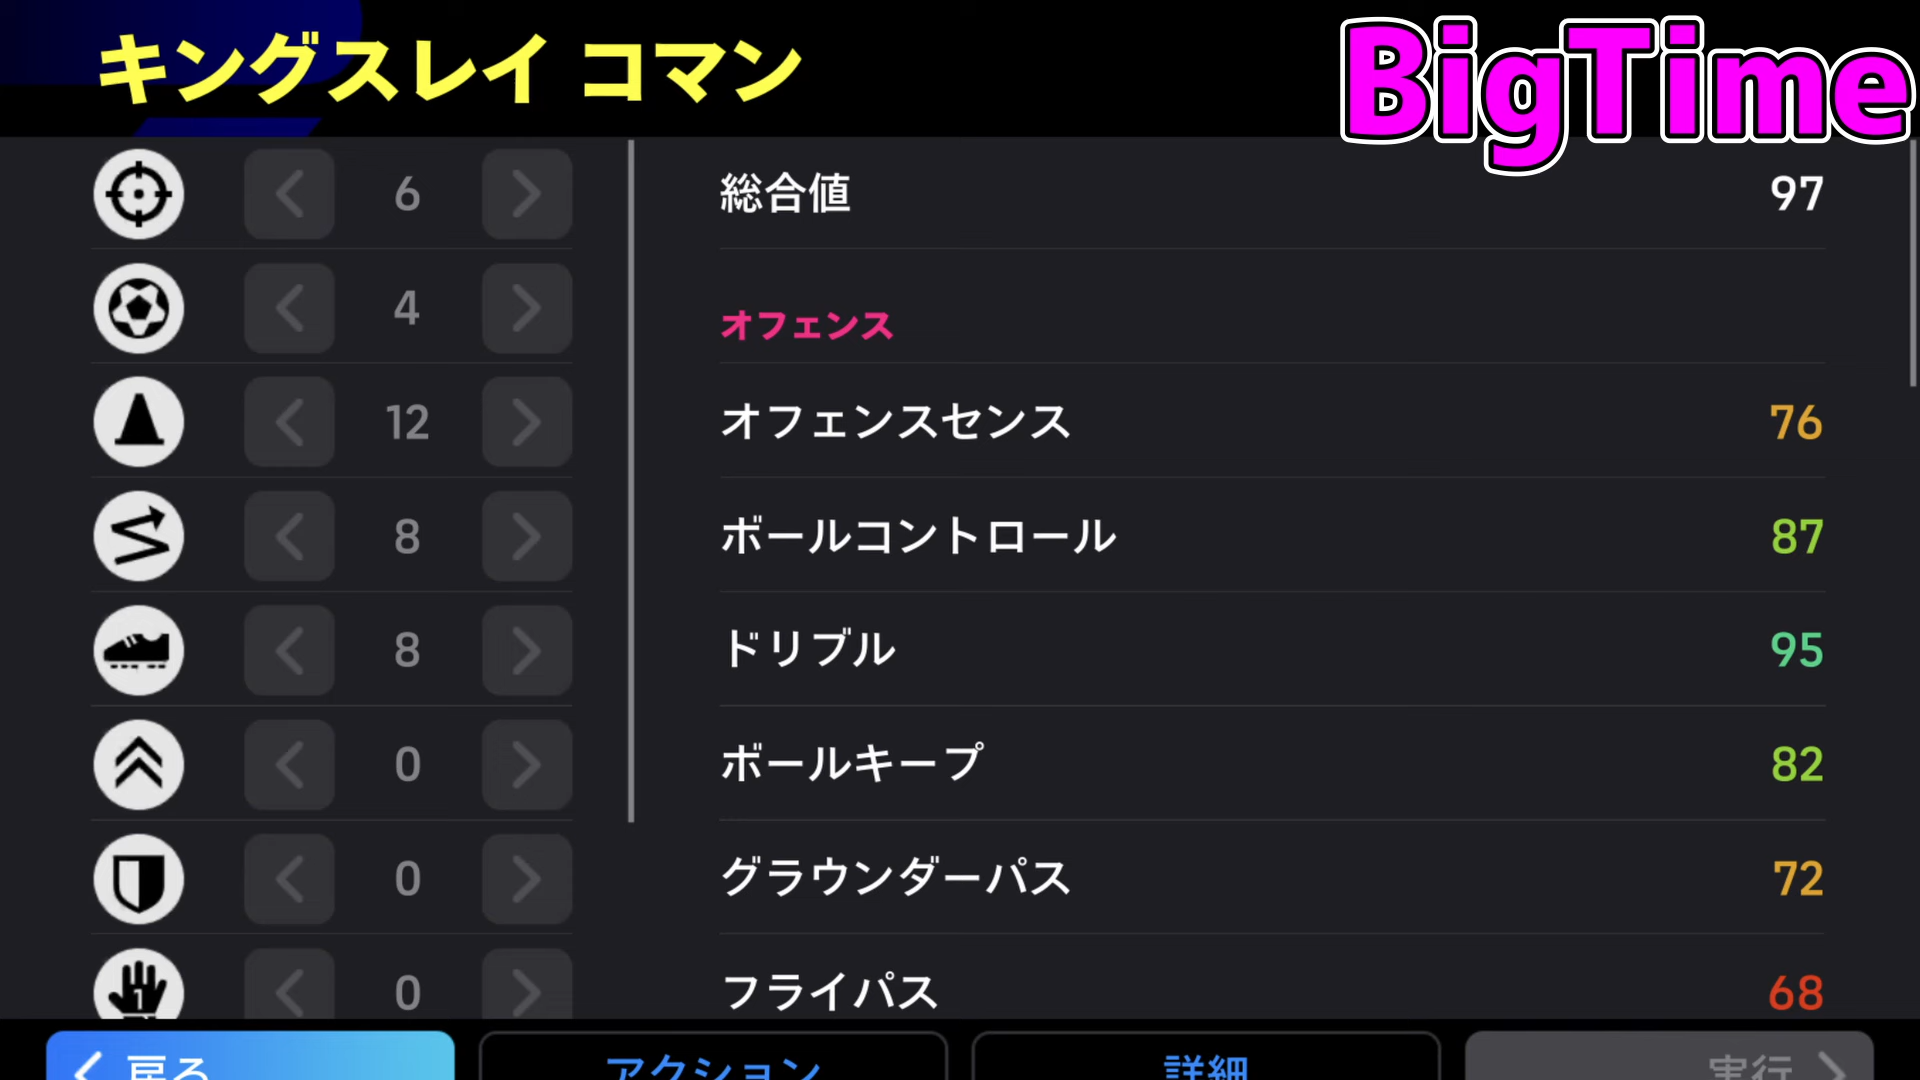 キングスレイ コマン
BigTime
6
4
12
8
8
0
0
1
0
総合値 97
オフェンス
オフェンスセンス 76
ボールコントロール 87
ドリブル 95
ボールキープ 82
グラウンダーパス 72
フライパス 68
戻る
アクション
詳細
実行